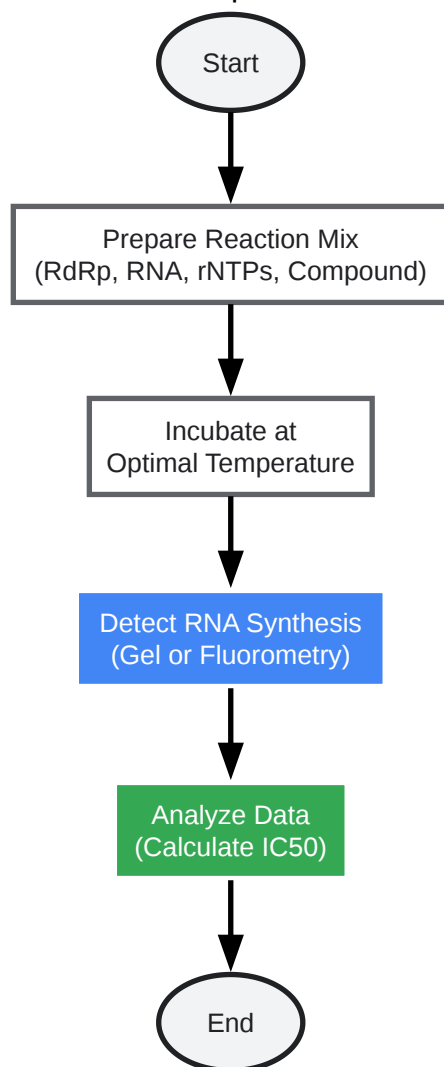 Start
Prepare Reaction Mix
(RdRp, RNA, rNTPs, Compound)
Incubate at
Optimal Temperature
Detect RNA Synthesis
(Gel or Fluorometry)
Analyze Data
(Calculate IC50)
End